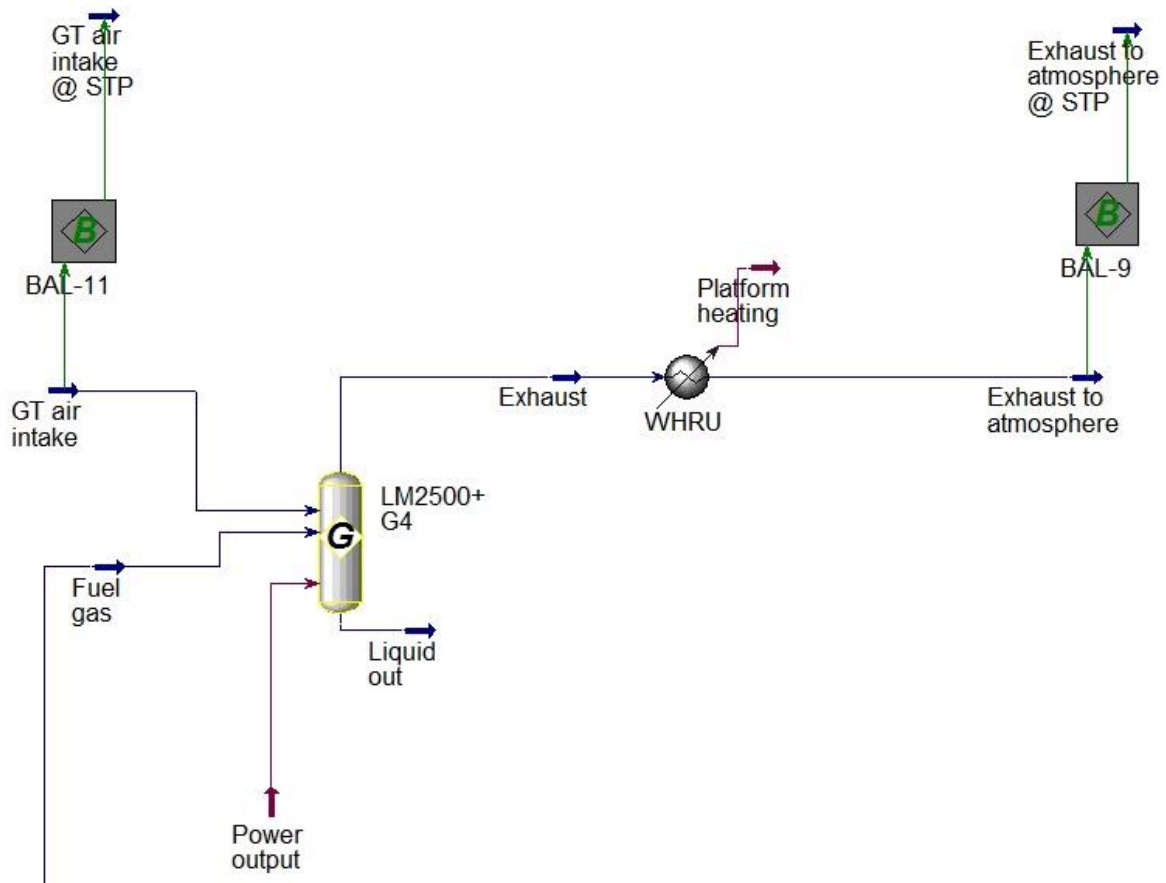 GT air
intake
@ STP
Exhaust to
atmosphere
@ STP
B
BAL-11
B
BAL-9
Platform
heating
GT air
intake
Exhaust
WHRU
Exhaust to
atmosphere
LM2500+
G4
G
Fuel
gas
Liquid
out
Power
output